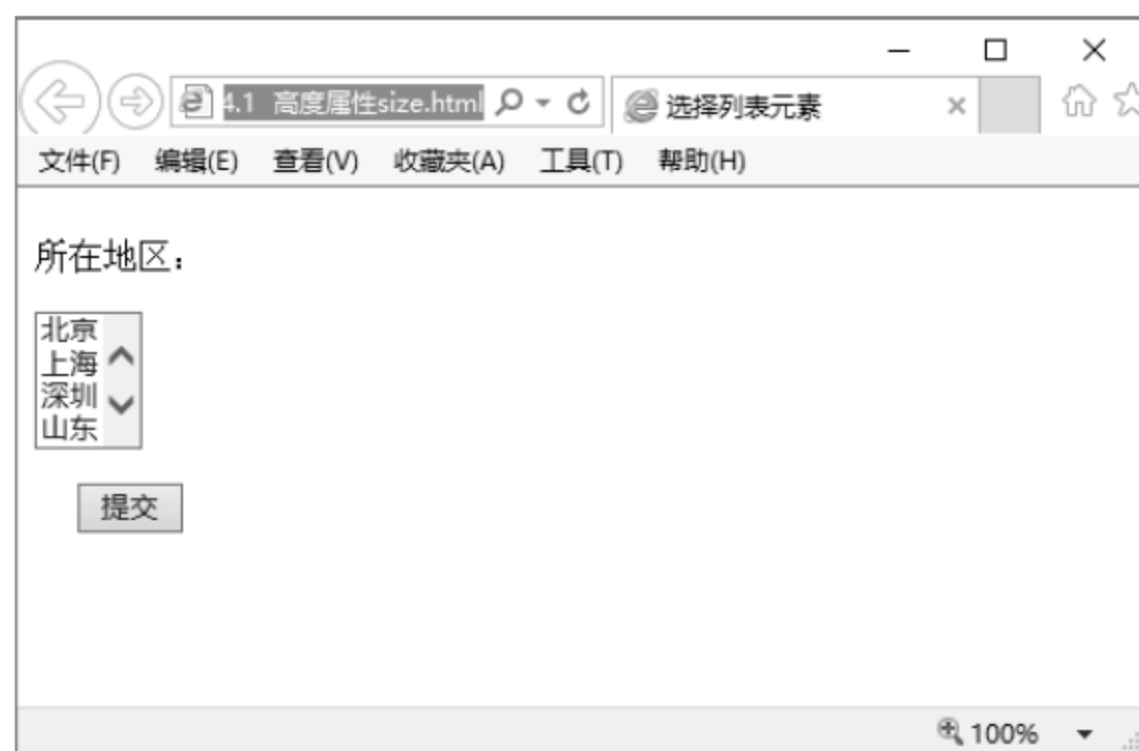 4.1 高度属性size.html
选择列表元素
文件(F) 编辑(E) 查看(V) 收藏夹(A) 工具(T) 帮助(H)
所在地区：
北京
上海
深圳
山东
提交
100%